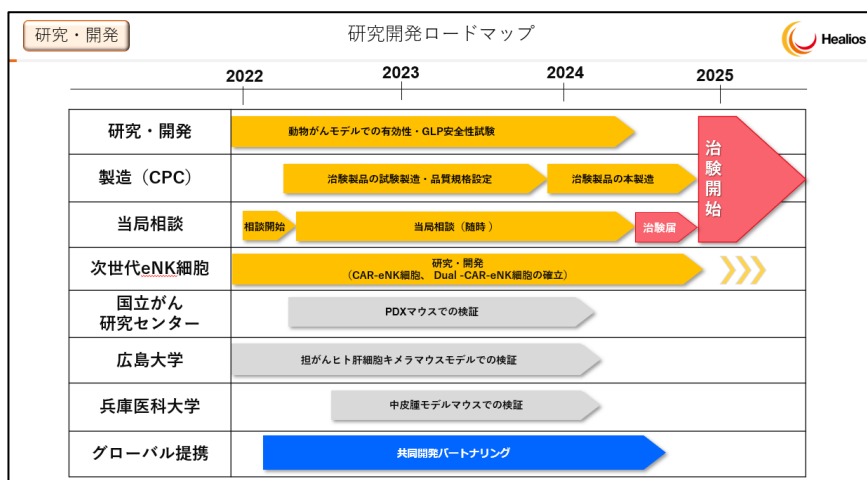 研究・開発
研究開発ロードマップ
Healios
2022
2023
2024
2025
研究・開発
動物がんモデルでの有効性・GLP安全性試験
治験開始
製造（CPC）
治験製品の試験製造・品質規格設定
治験製品の本製造
当局相談
相談開始
当局相談（随時）
治験届
次世代eNK細胞
研究・開発
（CAR-eNK細胞、 Dual -CAR-eNK細胞の確立）
国立がん
研究センター
PDXマウスでの検証
広島大学
担がんヒト肝細胞キメラマウスモデルでの検証
兵庫医科大学
中皮腫モデルマウスでの検証
グローバル提携
共同開発パートナリング